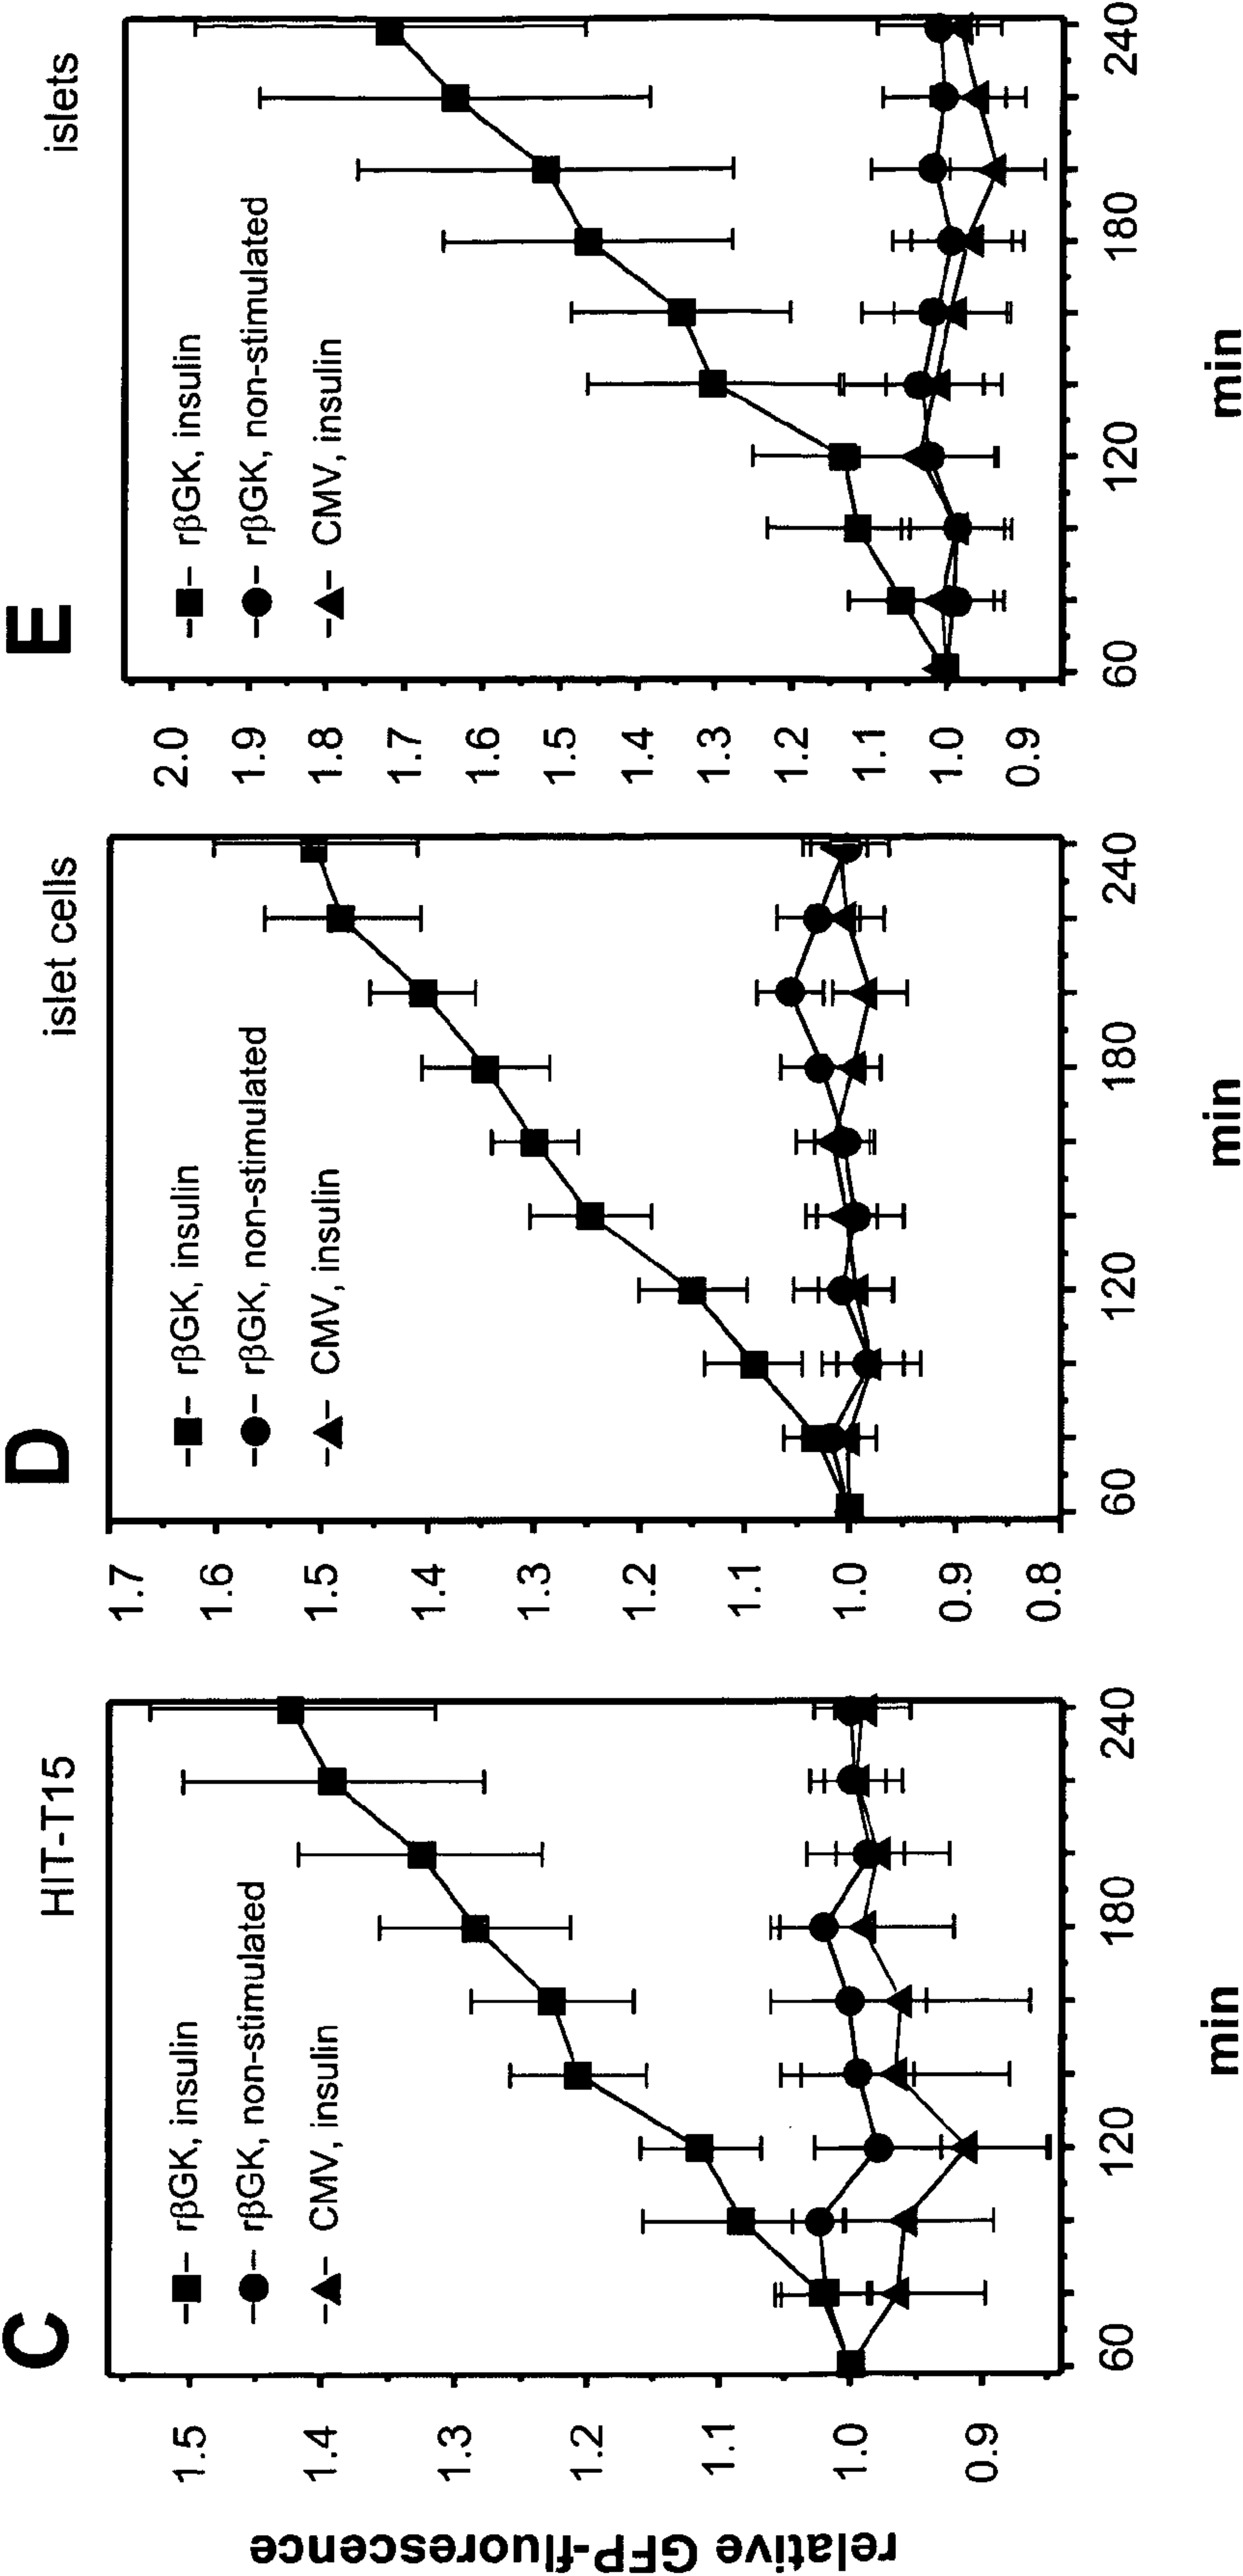 C
HIT-T15
rβGK, insulin
rβGK, non-stimulated
CMV, insulin
relative GFP-fluorescence
1.5
1.4
1.3
1.2
1.1
1.0
0.9
60 120 180 240
min
D
islet cells
rβGK, insulin
rβGK, non-stimulated
CMV, insulin
1.7
1.6
1.5
1.4
1.3
1.2
1.1
1.0
0.9
0.8
60 120 180 240
min
E
islets
rβGK, insulin
rβGK, non-stimulated
CMV, insulin
2.0
1.9
1.8
1.7
1.6
1.5
1.4
1.3
1.2
1.1
1.0
0.9
60 120 180 240
min